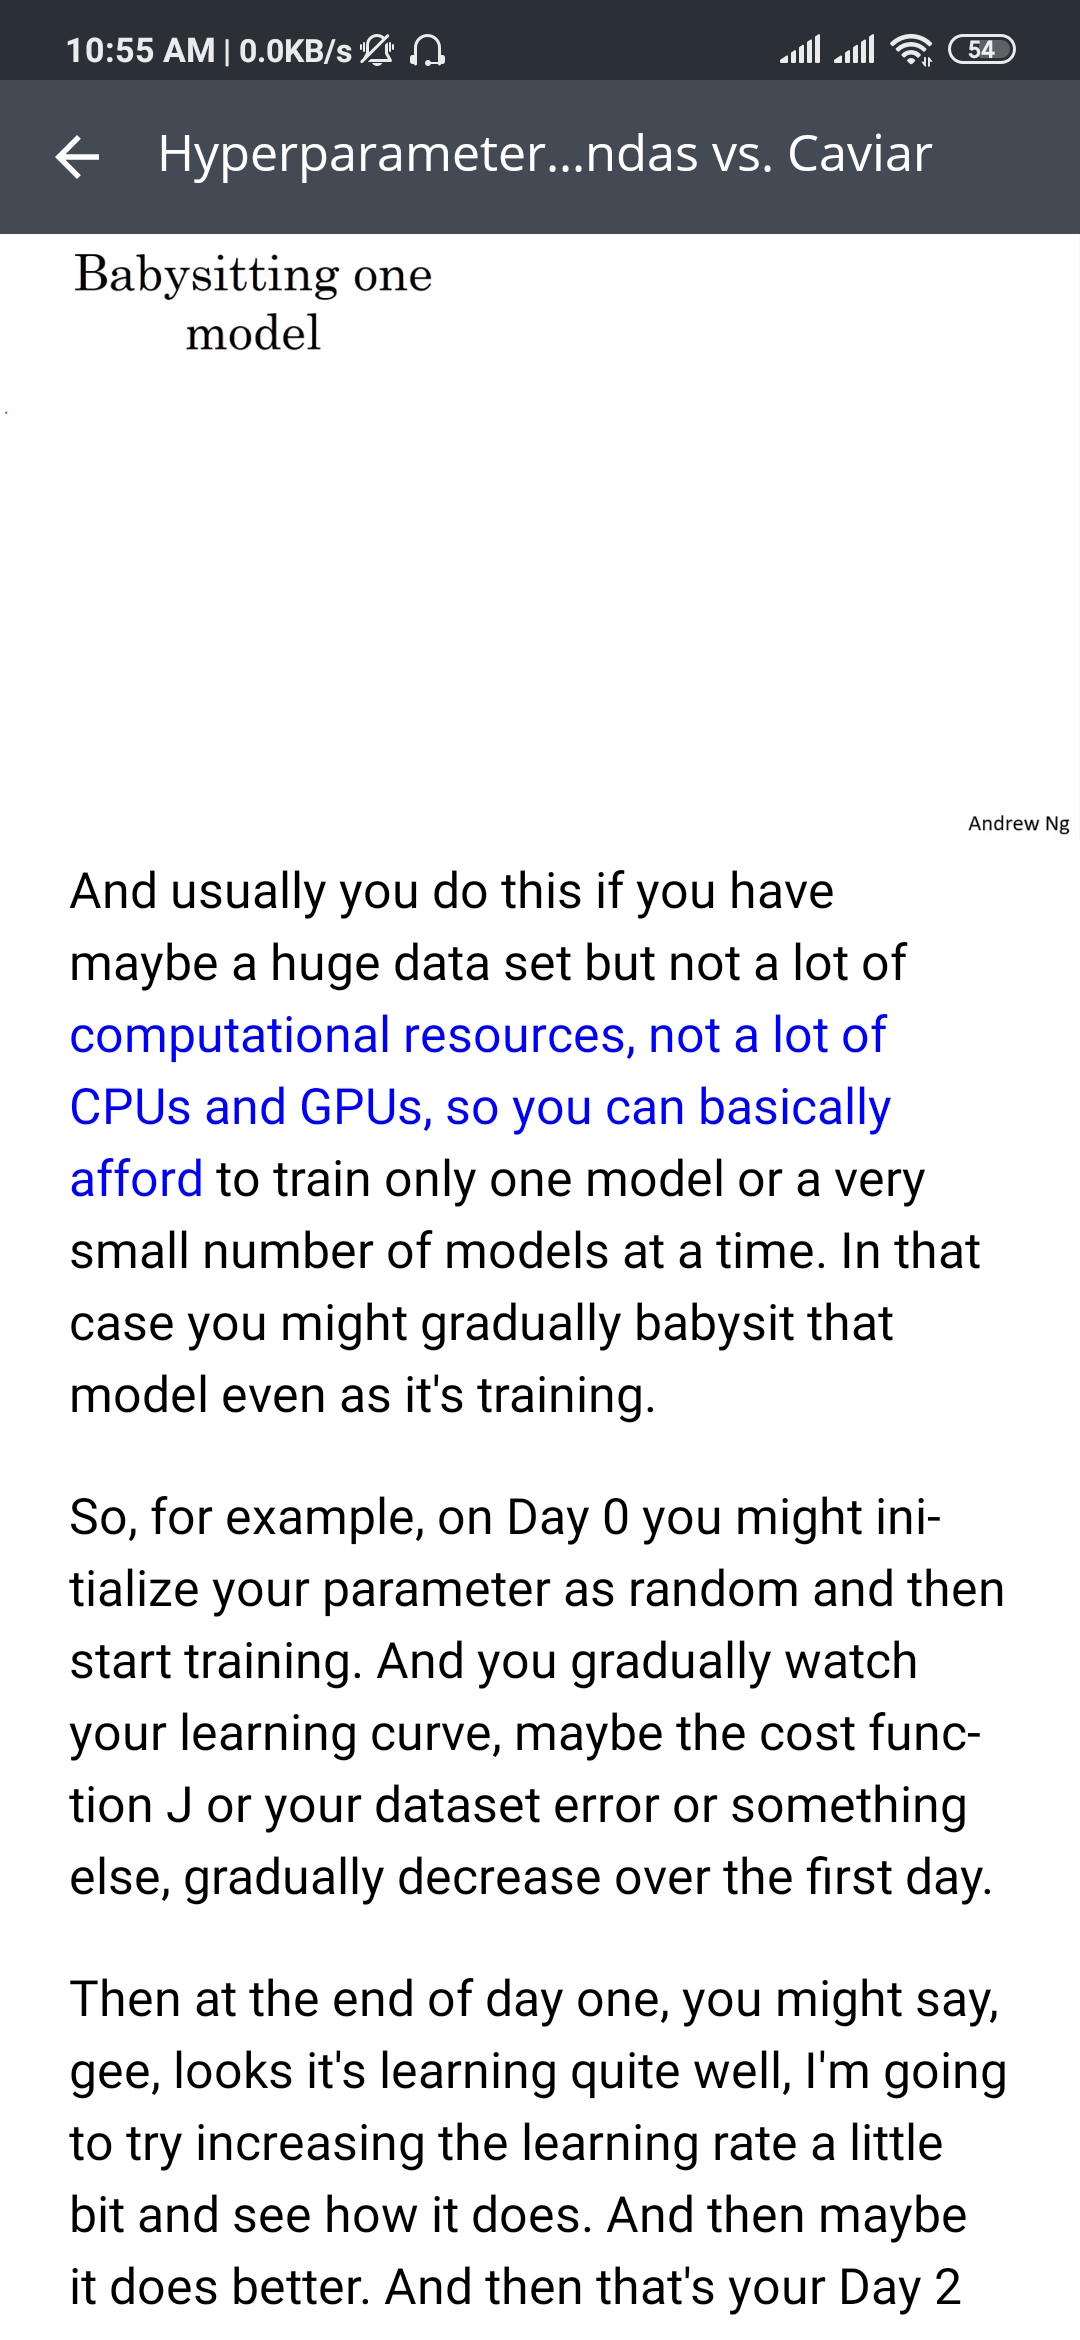 10:55 AM | 0.0KB/s
54
Hyperparameter...ndas vs. Caviar
Babysitting one
model
Andrew Ng
And usually you do this if you have
maybe a huge data set but not a lot of
computational resources, not a lot of
CPUs and GPUs, so you can basically
afford to train only one model or a very
small number of models at a time. In that
case you might gradually babysit that
model even as it's training.
So, for example, on Day 0 you might ini-
tialize your parameter as random and then
start training. And you gradually watch
your learning curve, maybe the cost func-
tion J or your dataset error or something
else, gradually decrease over the first day.
Then at the end of day one, you might say,
gee, looks it's learning quite well, I'm going
to try increasing the learning rate a little
bit and see how it does. And then maybe
it does better. And then that's your Day 2